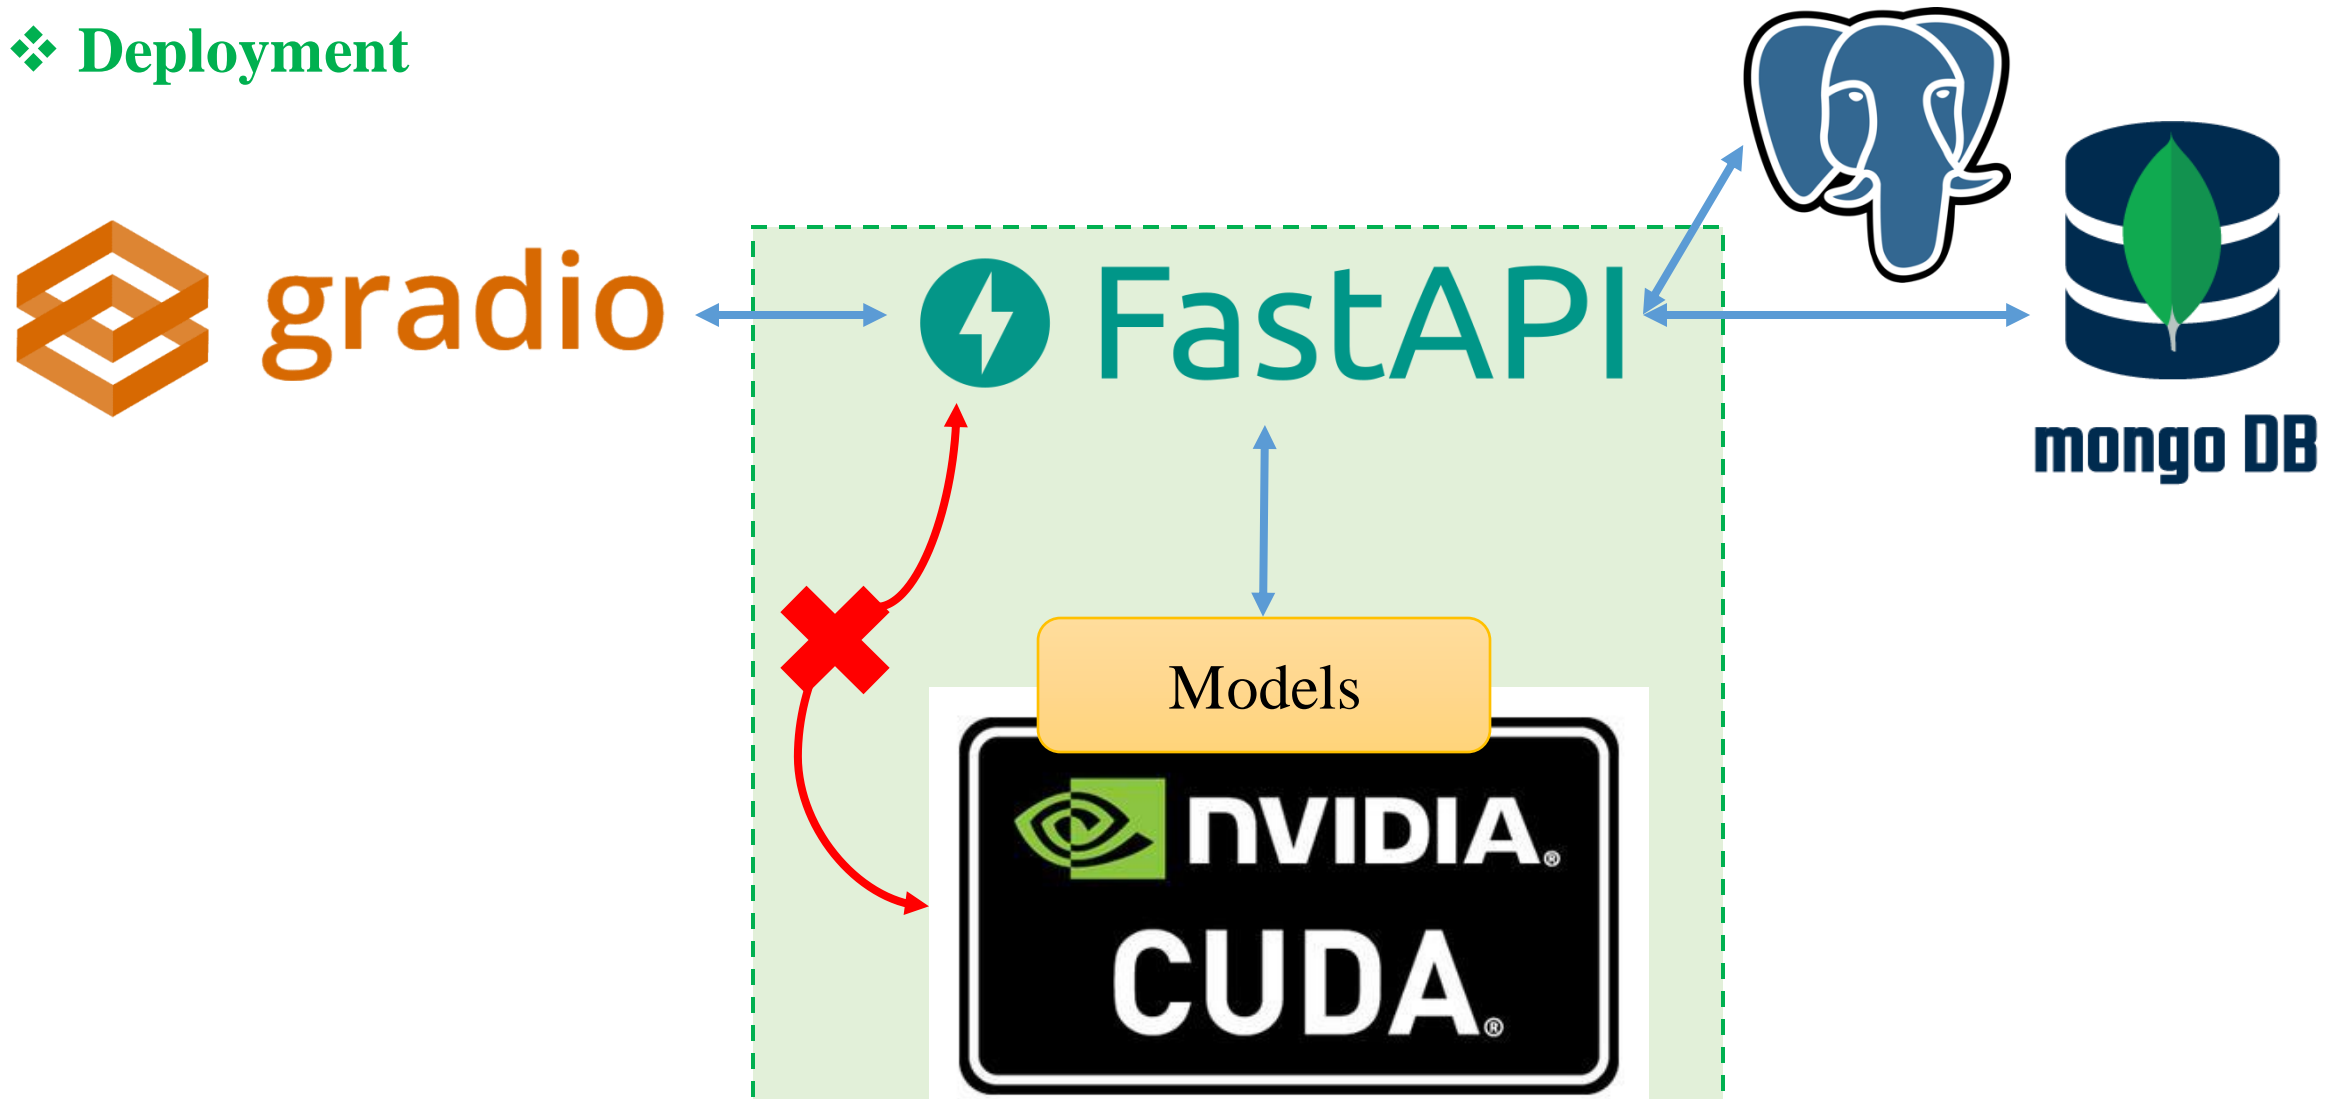 Deployment
gradio
FastAPI
mongo DB
Models
NVIDIA®
CUDA®